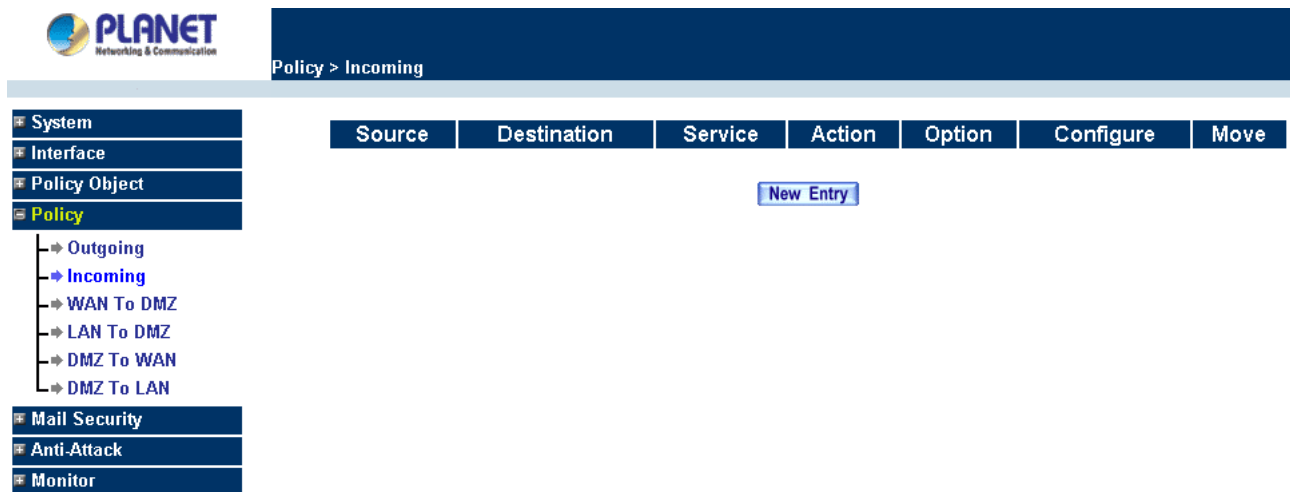 PLANET
Networking & Communication
Policy > Incoming
System
Interface
Policy Object
Policy
Outgoing
Incoming
WAN To DMZ
LAN To DMZ
DMZ To WAN
DMZ To LAN
Mail Security
Anti-Attack
Monitor
Source Destination Service Action Option Configure Move
New Entry